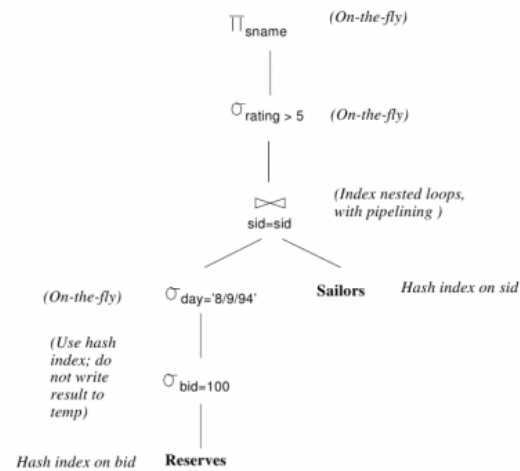 π sname (On-the-fly)
σ rating > 5 (On-the-fly)
(Index nested loops,
with pipelining )
sid=sid
(On-the-fly) σ day='8/9/94' Sailors Hash index on sid
(Use hash
index; do
not write
result to
temp)
σ bid=100
Hash index on bid Reserves